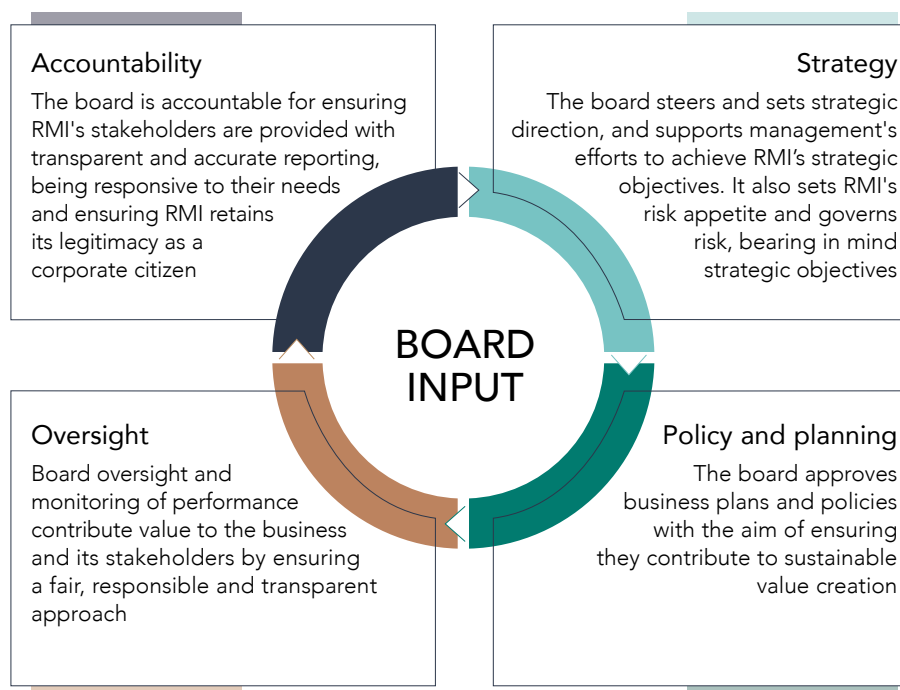 Accountability
The board is accountable for ensuring
RMI's stakeholders are provided with
transparent and accurate reporting,
being responsive to their needs
and ensuring RMI retains
its legitimacy as a
corporate citizen
Strategy
The board steers and sets strategic
direction, and supports management's
efforts to achieve RMI’s strategic
objectives. It also sets RMI's
risk appetite and governs
risk, bearing in mind
strategic objectives
BOARD
INPUT
Oversight
Board oversight and
monitoring of performance
contribute value to the business
and its stakeholders by ensuring
a fair, responsible and transparent
approach
Policy and planning
The board approves
business plans and policies
with the aim of ensuring
they contribute to sustainable
value creation